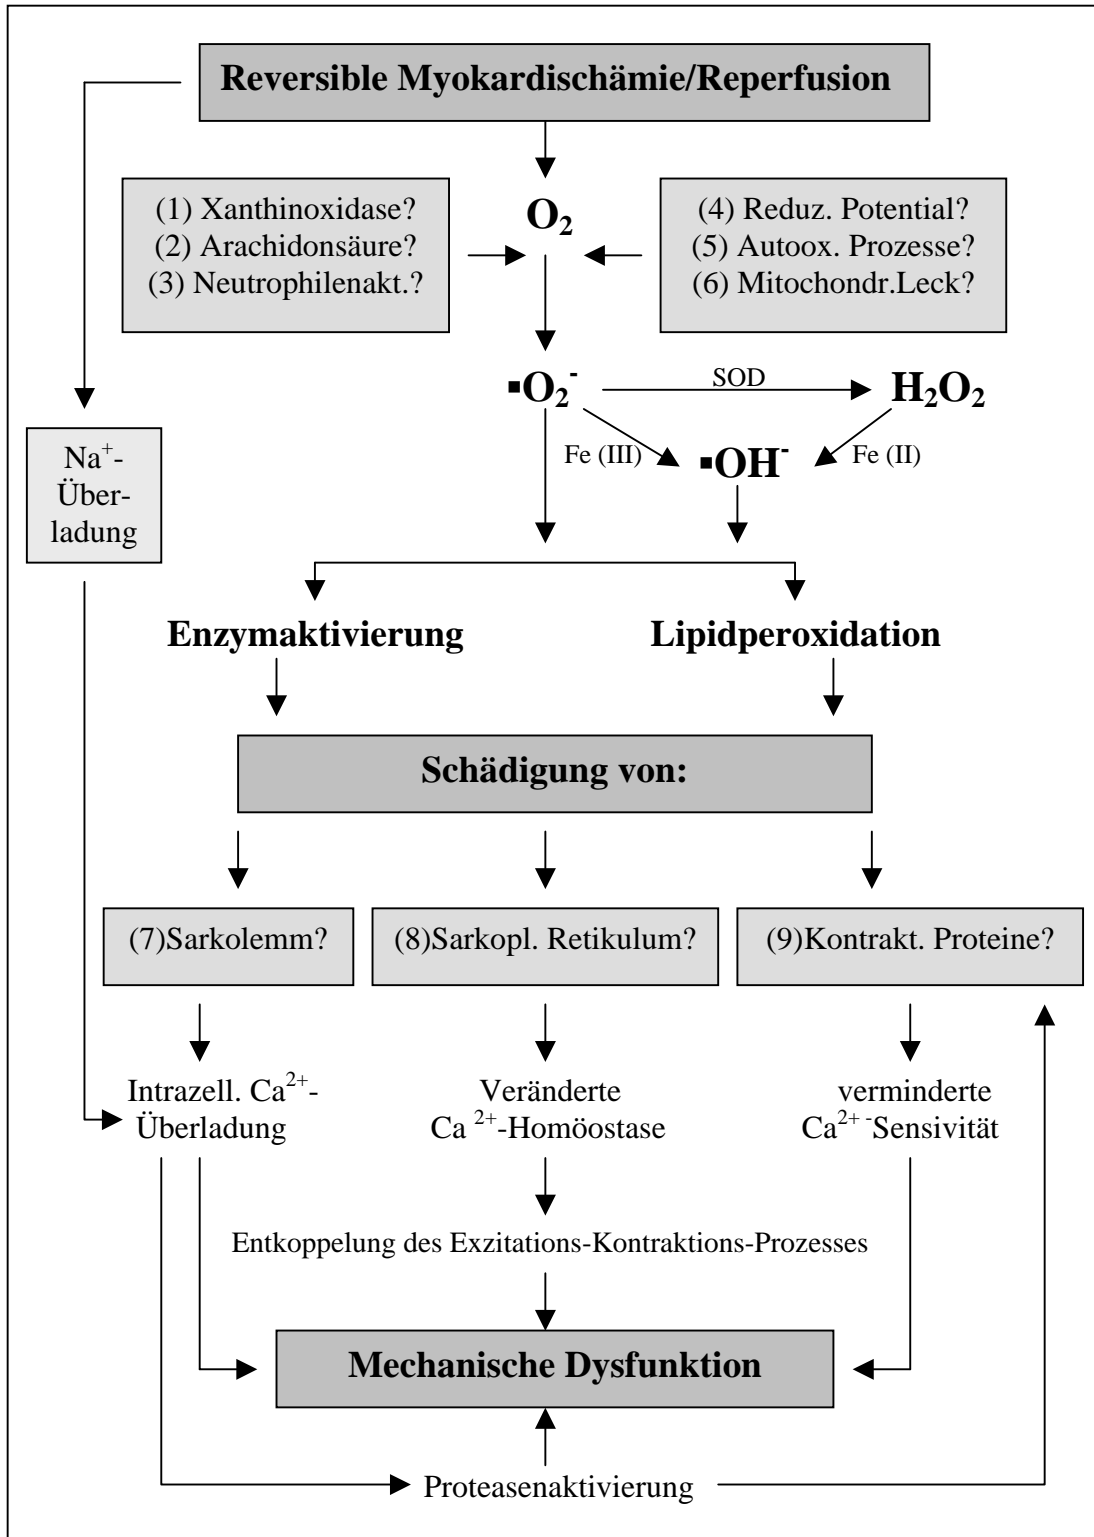 Reversible Myokardischämie/Reperfusion
(1) Xanthinoxidase?
(2) Arachidonsäure?
(3) Neutrophilenakt.?
O₂
(4) Reduz. Potential?
(5) Autoox. Prozesse?
(6) Mitochondr.Leck?
▪O₂⁻
SOD
H₂O₂
Fe (III)
▪OH⁻
Fe (II)
Na⁺-
Über-
ladung
Enzymaktivierung
Lipidperoxidation
Schädigung von:
(7)Sarkolemm?
(8)Sarkopl. Retikulum?
(9)Kontrakt. Proteine?
Intrazell. Ca²⁺-
Überladung
Veränderte
Ca ²⁺-Homöostase
verminderte
Ca²⁺ ⁻Sensivität
Entkoppelung des Exzitations-Kontraktions-Prozesses
Mechanische Dysfunktion
Proteasenaktivierung